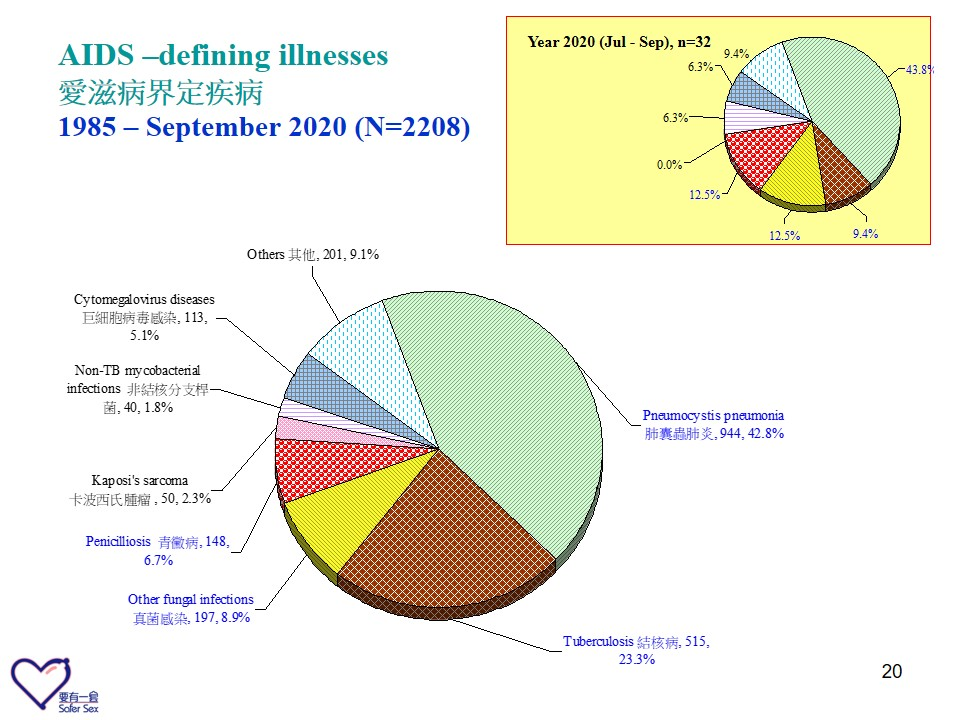 AIDS –defining illnesses
愛滋病界定疾病
1985 – September 2020 (N=2208)
Year 2020 (Jul - Sep), n=32
9.4%
6.3%
43.8%
6.3%
0.0%
12.5%
12.5%
9.4%
Others 其他, 201, 9.1%
Cytomegalovirus diseases
巨細胞病毒感染, 113,
5.1%
Non-TB mycobacterial
infections 非結核分支桿
菌, 40, 1.8%
Pneumocystis pneumonia
肺囊蟲肺炎, 944, 42.8%
Kaposi's sarcoma
卡波西氏腫瘤 , 50, 2.3%
Penicilliosis 青黴病, 148,
6.7%
Other fungal infections
真菌感染, 197, 8.9%
Tuberculosis 結核病, 515,
23.3%
要有一套
Safer Sex
20